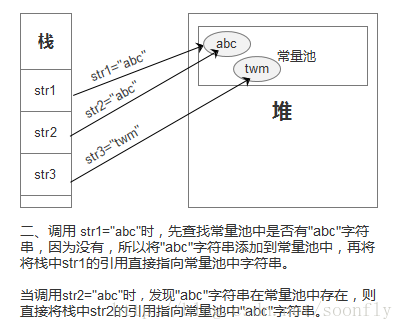 栈
str1
str2
str3
str1="abc"
str2="abc"
str3="twm"
abc
常量池
twm
堆
二、调用 str1="abc"时，先查找常量池中是否有"abc"字符
串，因为没有，所以将"abc"字符串添加到常量池中，再将
将栈中str1的引用直接指向常量池中字符串。
当调用str2="abc"时，发现"abc"字符串在常量池中存在，则
直接将栈中str2的引用指向常量池中"abc"字符串。
soonfly